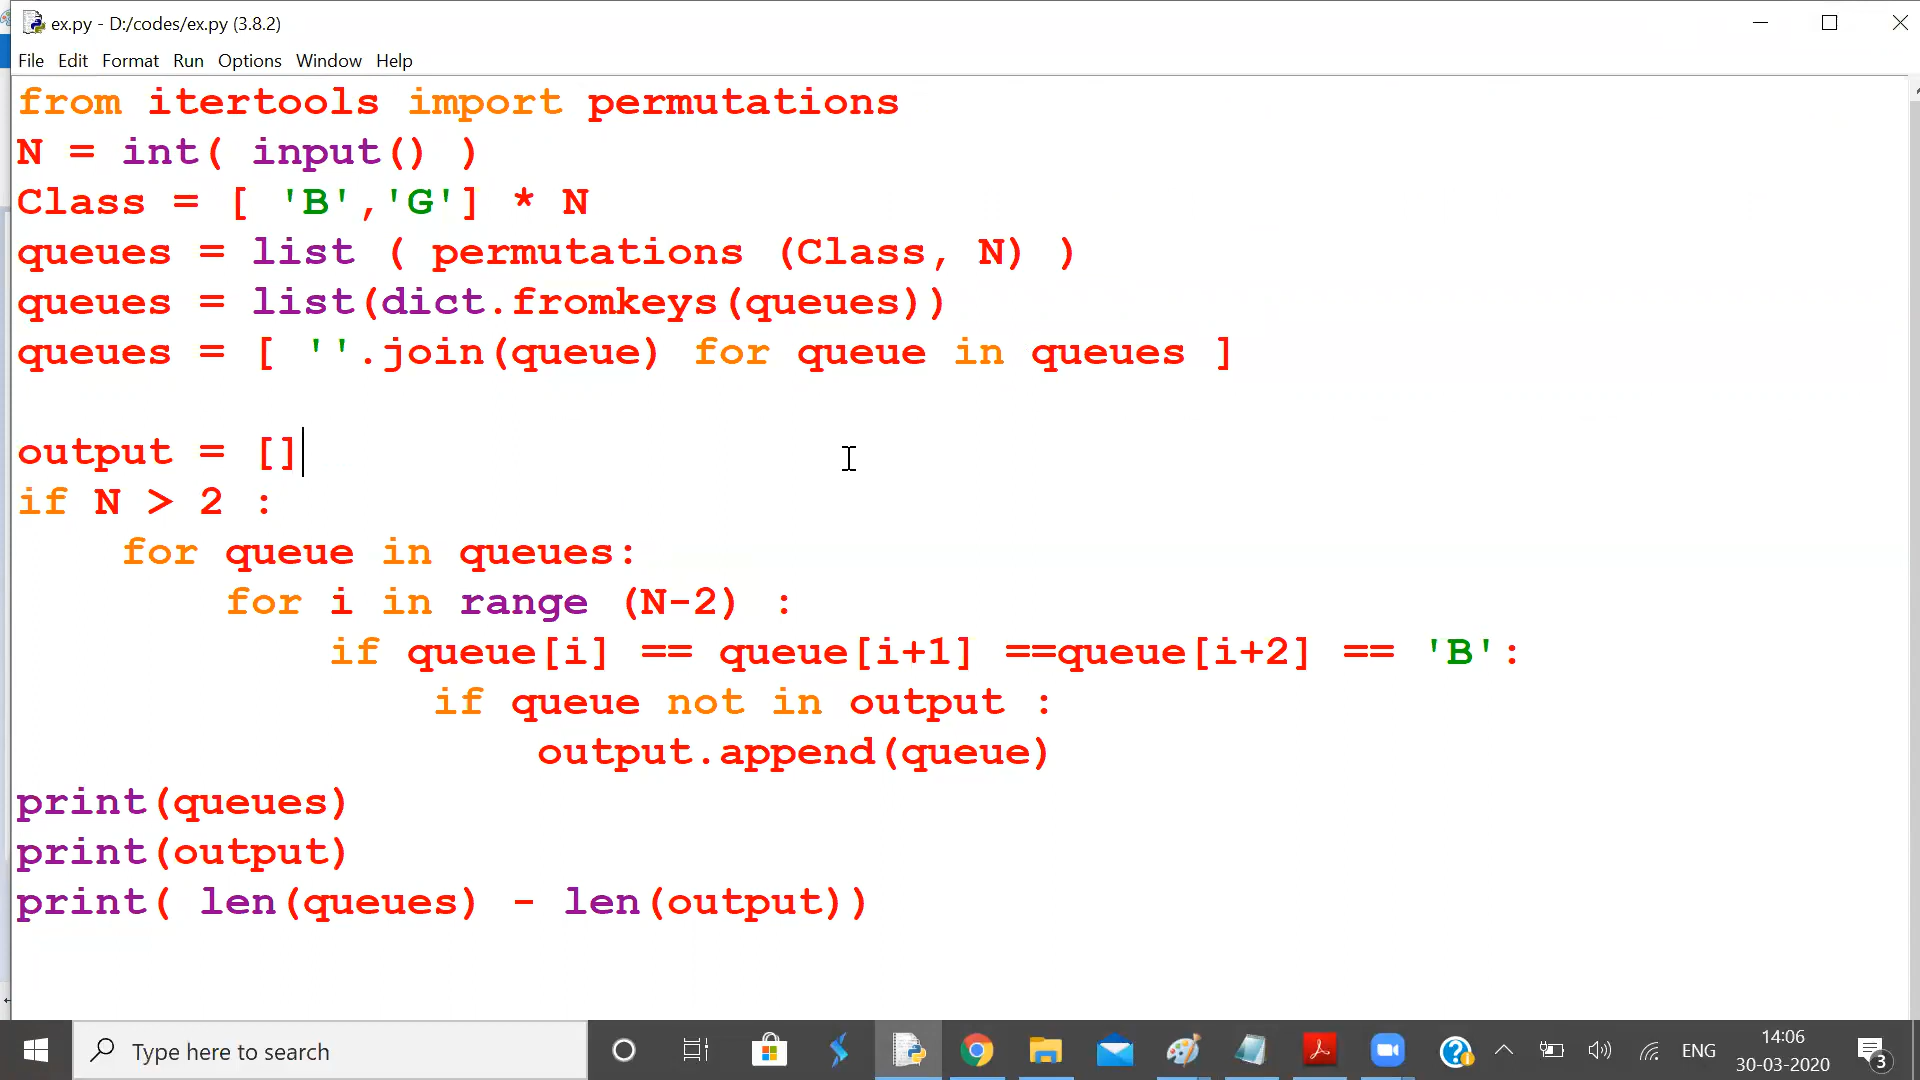 ex.py - D:/codes/ex.py (3.8.2)
File Edit Format Run Options Window Help
from itertools import permutations
N = int( input() )
Class = [ 'B','G'] * N
queues = list ( permutations (Class, N) )
queues = list(dict.fromkeys(queues))
queues = [ ''.join(queue) for queue in queues ]
output = []
if N > 2 :
    for queue in queues:
        for i in range (N-2) :
            if queue[i] == queue[i+1] ==queue[i+2] == 'B':
                if queue not in output :
                    output.append(queue)
print(queues)
print(output)
print( len(queues) - len(output))
Type here to search
ENG
14:06
30-03-2020
3